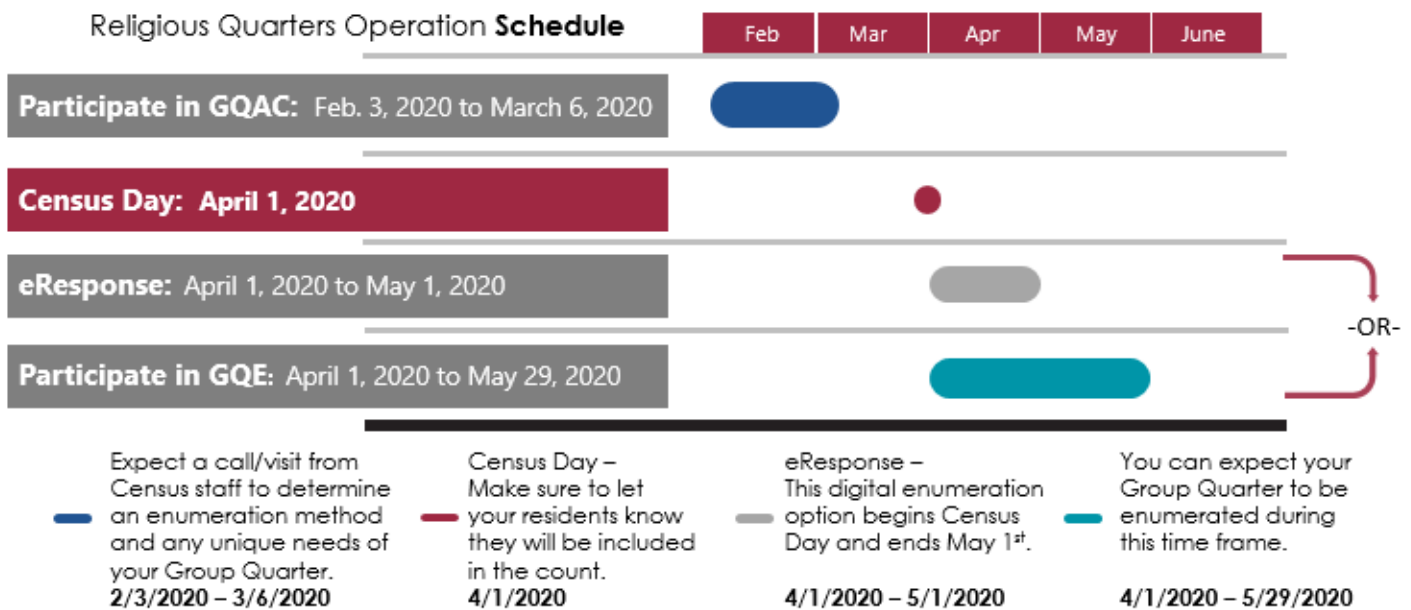 Religious Quarters Operation Schedule
Feb
Mar
Apr
May
June
Participate in GQAC: Feb. 3, 2020 to March 6, 2020
Census Day: April 1, 2020
eResponse: April 1, 2020 to May 1, 2020
-OR-
Participate in GQE: April 1, 2020 to May 29, 2020
Expect a call/visit from
Census staff to determine
an enumeration method
and any unique needs of
your Group Quarter.
2/3/2020 – 3/6/2020
Census Day –
Make sure to let
your residents know
they will be included
in the count.
4/1/2020
eResponse –
This digital enumeration
option begins Census
Day and ends May 1st.
4/1/2020 – 5/1/2020
You can expect your
Group Quarter to be
enumerated during
this time frame.
4/1/2020 – 5/29/2020